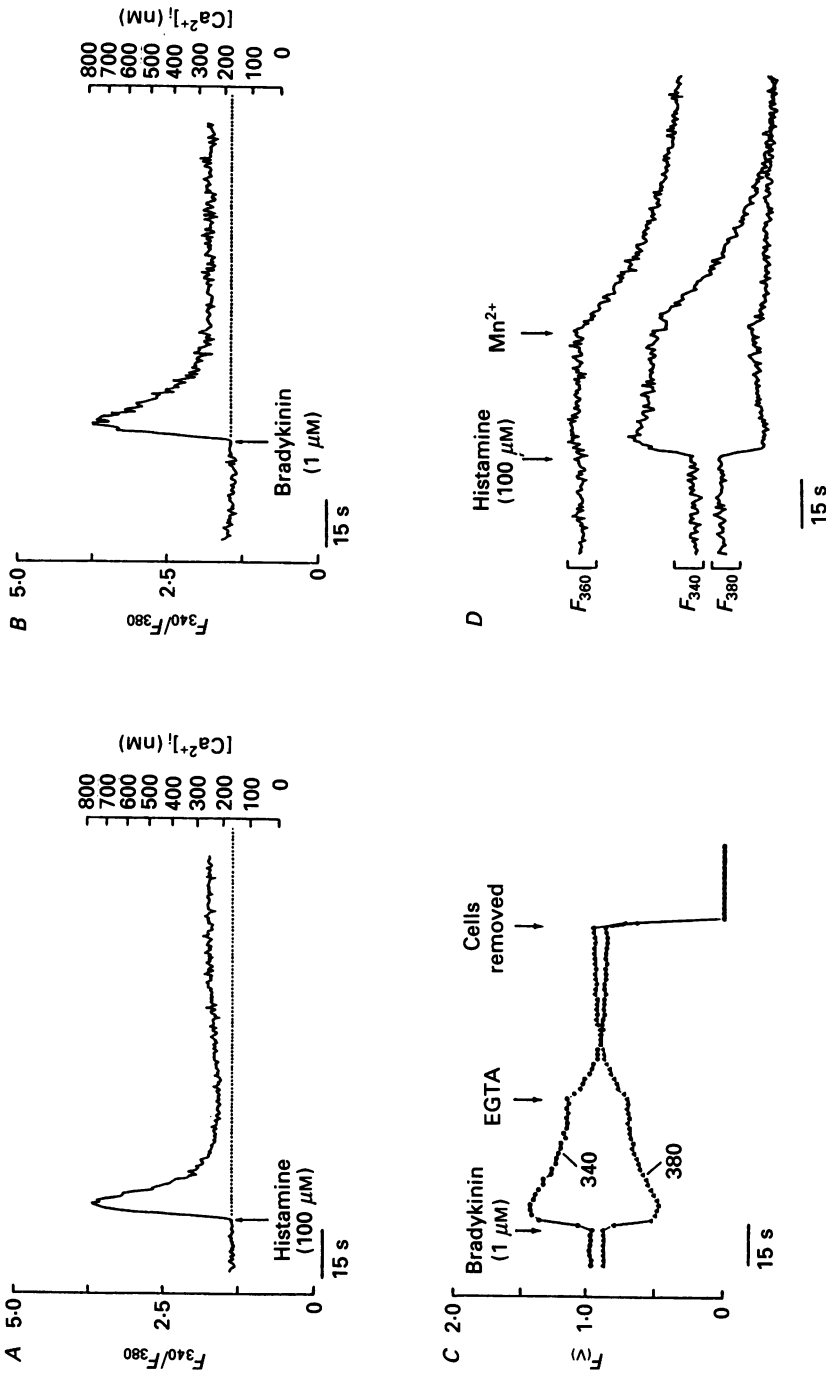 A
5·0
2·5
0
F340/F380
[Ca2+]i (nM)
800
700
600
500
400
300
200
100
0
Histamine
(100 μM)
15 s
B
5·0
2·5
0
F340/F380
[Ca2+]i (nM)
800
700
600
500
400
300
200
100
0
Bradykinin
(1 μM)
15 s
C
2·0
1·0
0
F(V)
Bradykinin
(1 μM)
EGTA
Cells
removed
340
380
15 s
D
Histamine
(100 μM)
Mn2+
F360
F340
F380
15 s